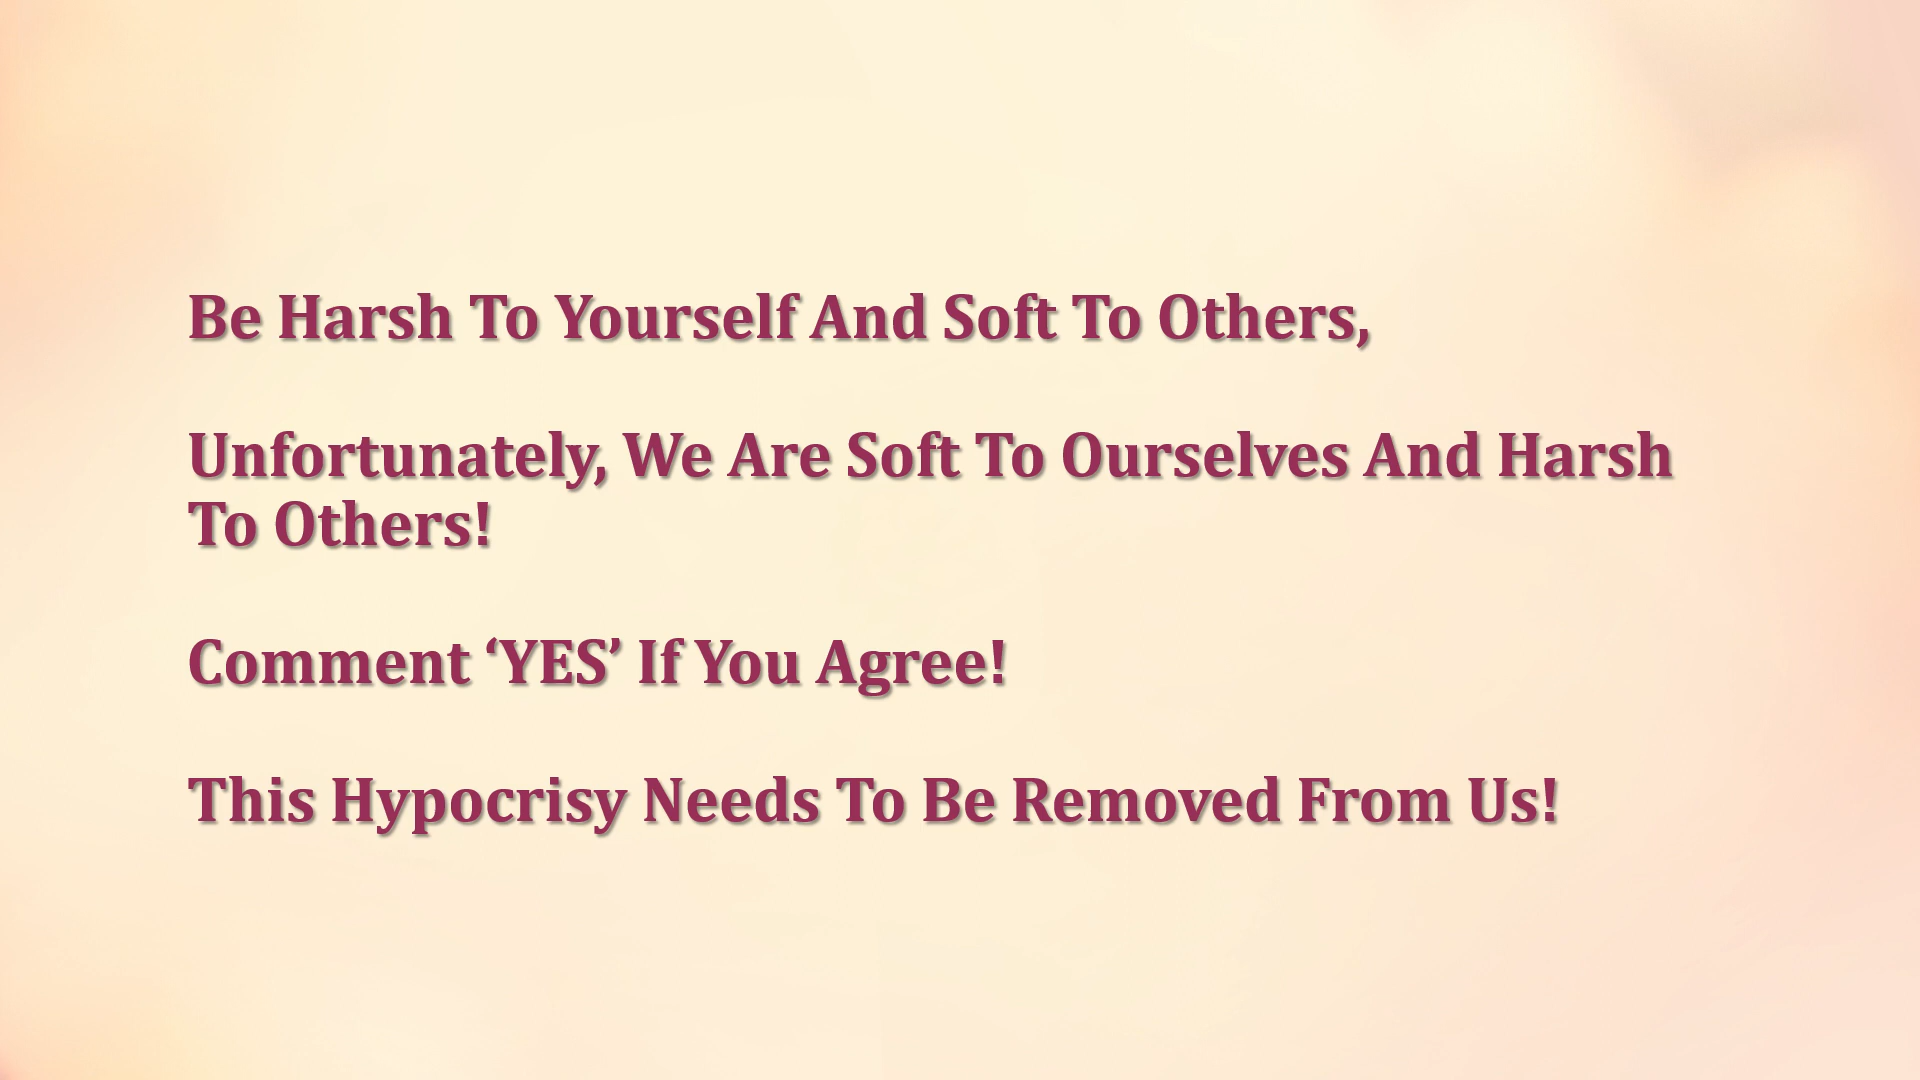 Be Harsh To Yourself And Soft To Others,
Unfortunately, We Are Soft To Ourselves And Harsh
To Others!
Comment ‘YES’ If You Agree!
This Hypocrisy Needs To Be Removed From Us!